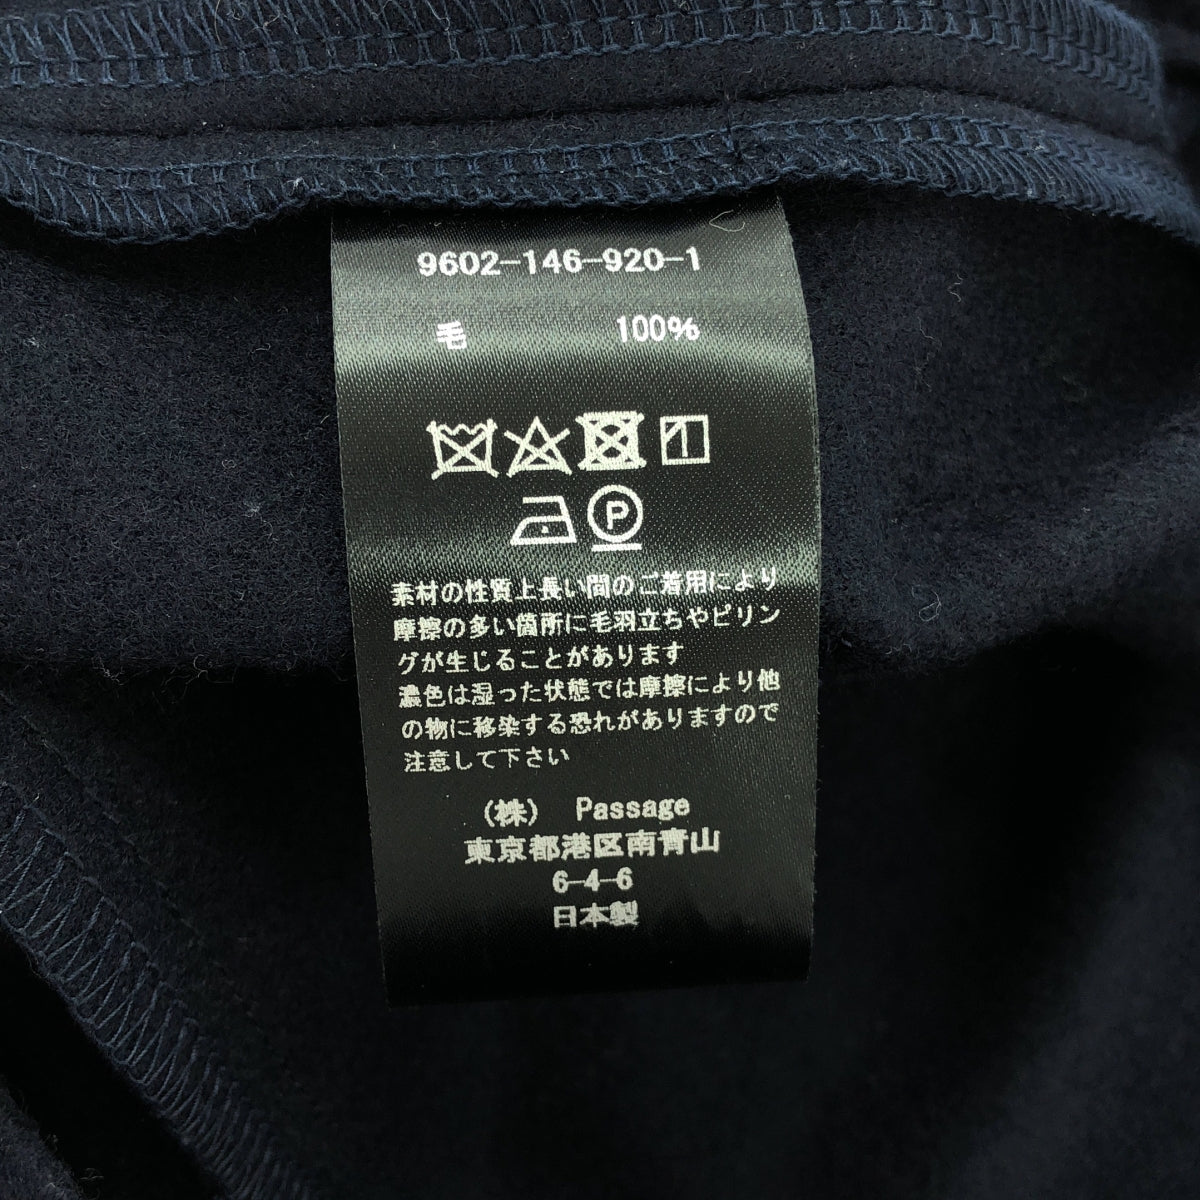 9602-146-920-1
毛 100%
P
素材の性質上長い間のご着用により
摩擦の多い箇所に毛羽立ちやピリン
グが生じることがあります
濃色は湿った状態では摩擦により他
の物に移染する恐れがありますので
注意して下さい
(株) Passage
東京都港区南青山
6-4-6
日本製